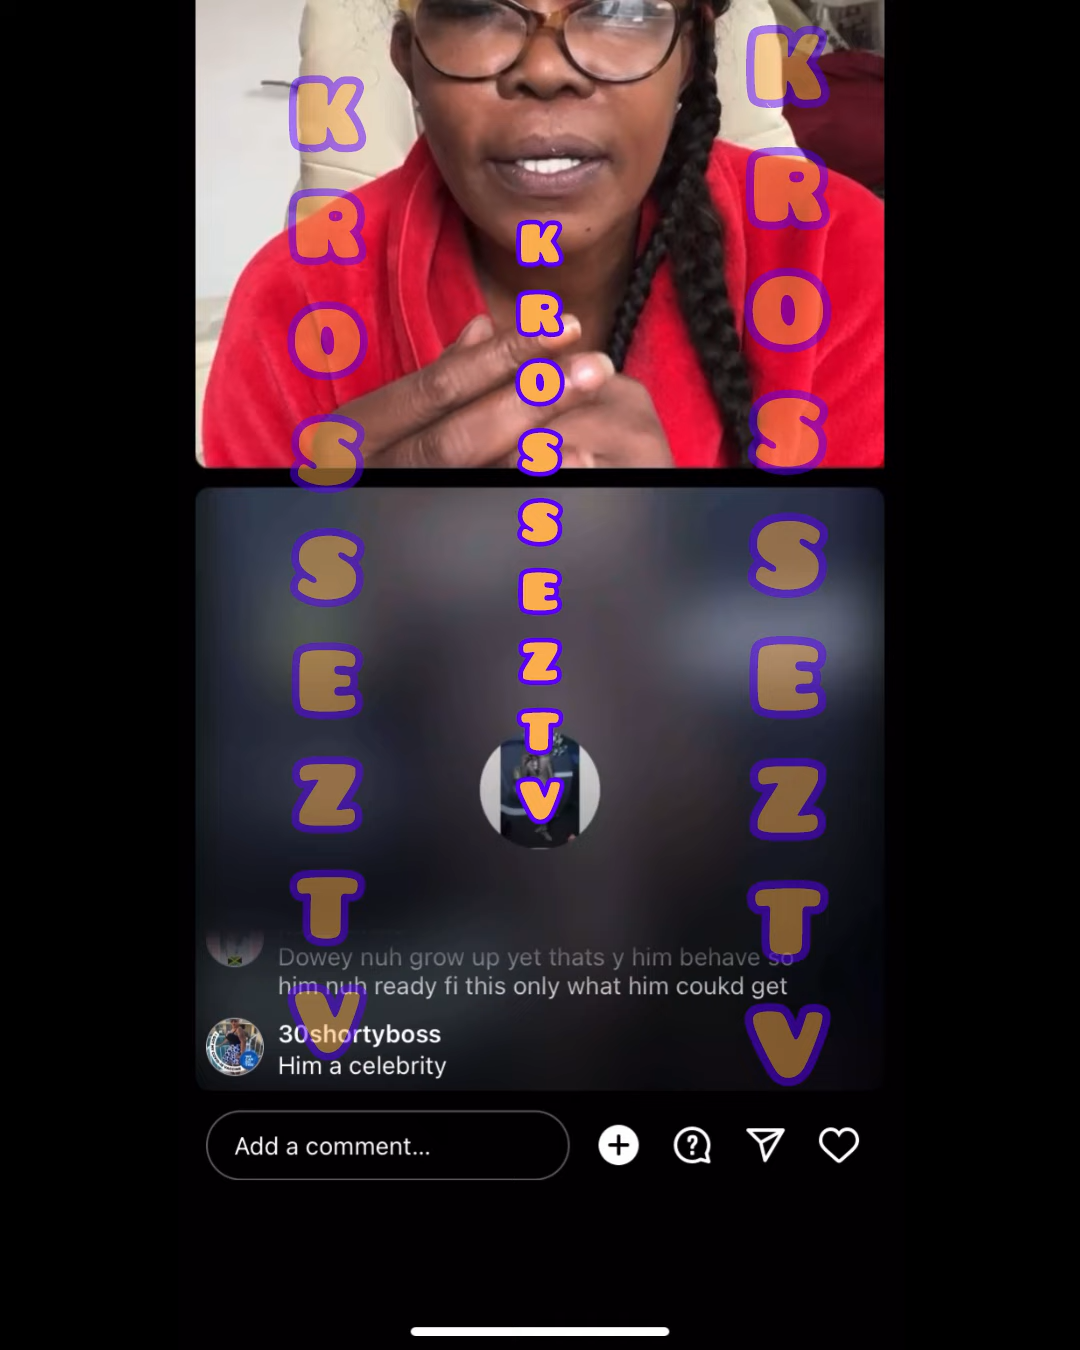 KROSSEZTV
KROSSEZTV
KROSSEZTV
Dowey nuh grow up yet thats y him behave so
him nuh ready fi this only what him coukd get
30shortyboss
Him a celebrity
Add a comment...